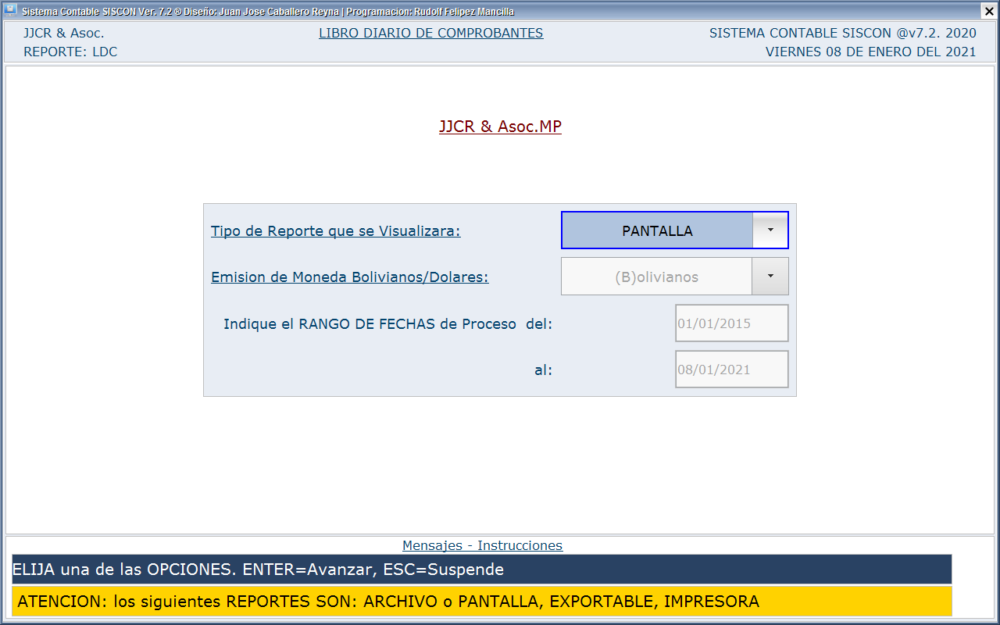 Sistema Contable SISCON Ver. 7.2 ® Diseño: Juan Jose Caballero Reyna | Programacion: Rudolf Felipez Mancilla
JJCR & Asoc.
LIBRO DIARIO DE COMPROBANTES
SISTEMA CONTABLE SISCON @v7.2. 2020
REPORTE: LDC
VIERNES 08 DE ENERO DEL 2021
JJCR & Asoc.MP
Tipo de Reporte que se Visualizara:
PANTALLA
Emision de Moneda Bolivianos/Dolares:
(B)olivianos
Indique el RANGO DE FECHAS de Proceso del:
01/01/2015
al:
08/01/2021
Mensajes - Instrucciones
ELIJA una de las OPCIONES. ENTER=Avanzar, ESC=Suspende
ATENCION: los siguientes REPORTES SON: ARCHIVO o PANTALLA, EXPORTABLE, IMPRESORA